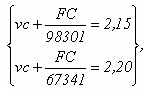 vc + FC/98301 = 2,15
vc + FC/67341 = 2,20 ,